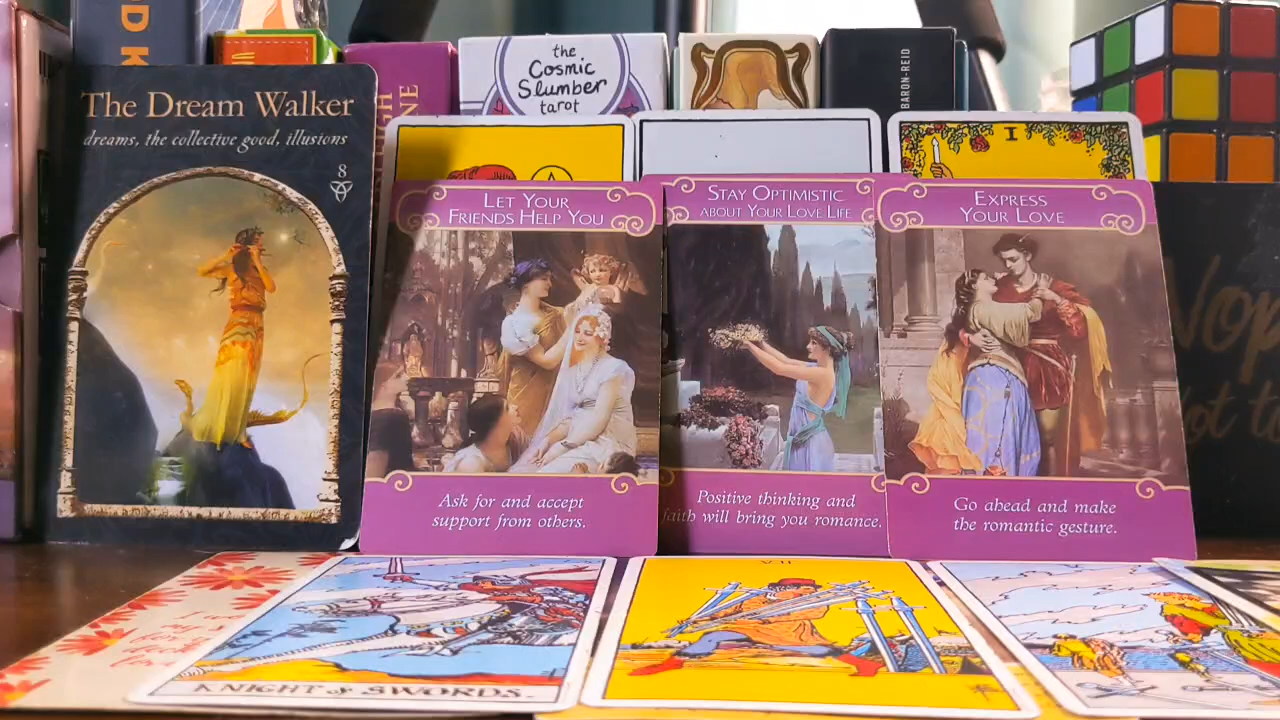 The Dream Walker
dreams, the collective good, illusions
8
the
Cosmic
Slumber
tarot
BARON-REID
I
LET YOUR
FRIENDS HELP YOU
Ask for and accept
support from others.
STAY OPTIMISTIC
ABOUT YOUR LOVE LIFE
Positive thinking and
faith will bring you romance.
EXPRESS
YOUR LOVE
Go ahead and make
the romantic gesture.
KNIGHT of SWORDS.
VII